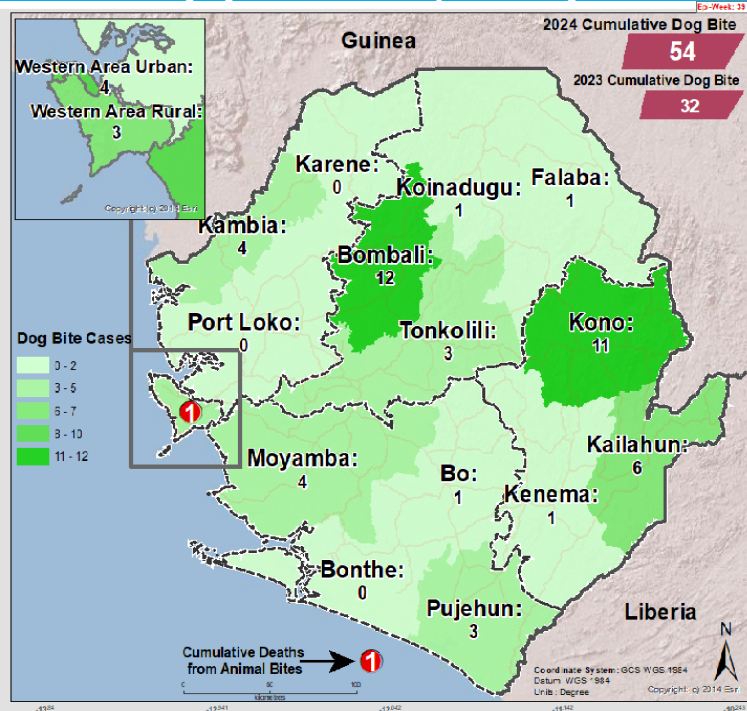 Epi-Week: 39
2024 Cumulative Dog Bite
54
2023 Cumulative Dog Bite
32
Guinea
Western Area Urban:
4
Western Area Rural:
3
Copyright:(c) 2014 Esri
Karene:
0
Koinadugu:
1
Falaba:
1
Kambia:
4
Bombali:
12
Port Loko:
0
Tonkolili:
3
Kono:
11
Dog Bite Cases
0 - 2
3 - 5
6 - 7
8 - 10
11 - 12
1
Moyamba:
4
Bo:
1
Kenema:
1
Kailahun:
6
Bonthe:
0
Pujehun:
3
Liberia
N
Cumulative Deaths
from Animal Bites
1
0 50 100
kilometres
Coordinate System: GCS WGS 1984
Datum: WGS 1984
Units: Degree
Copyright:(c) 2014 Esri